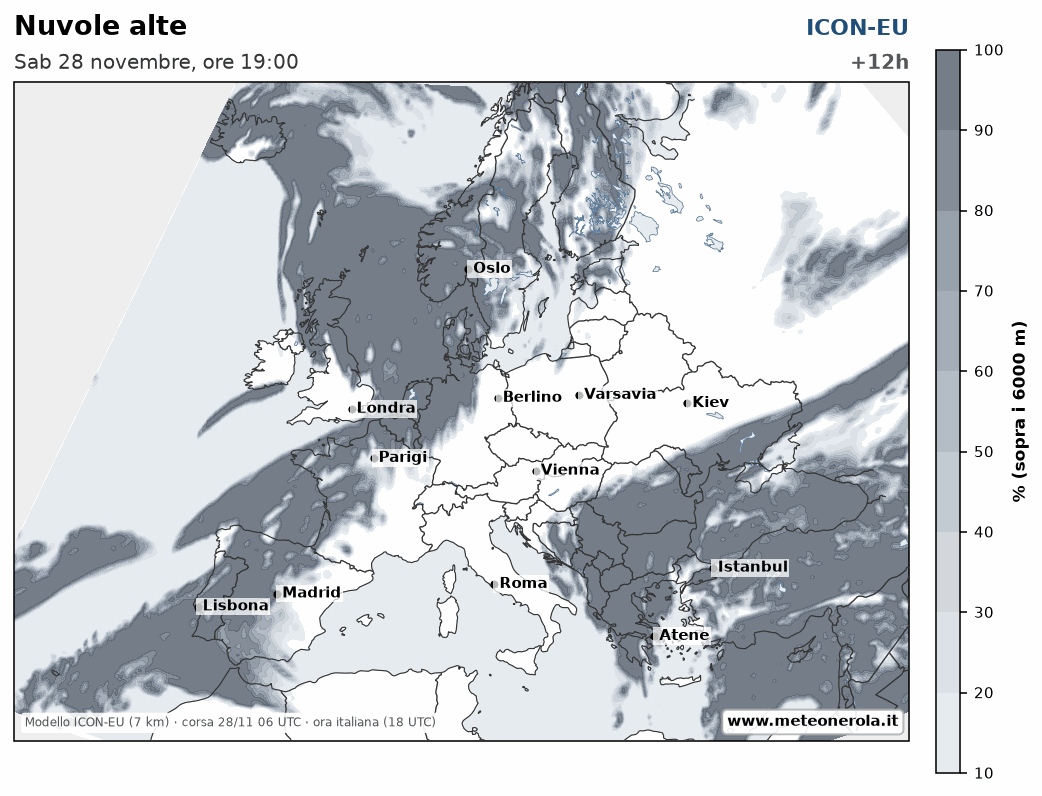 Nuvole alte
ICON-EU
Sab 28 novembre, ore 19:00
+12h
100
90
80
70
60
50
40
30
20
10
% (sopra i 6000 m)
Oslo
Londra
Berlino
Varsavia
Kiev
Parigi
Vienna
Istanbul
Roma
Madrid
Lisbona
Atene
Modello ICON-EU (7 km) · corsa 28/11 06 UTC · ora italiana (18 UTC)
www.meteonerola.it